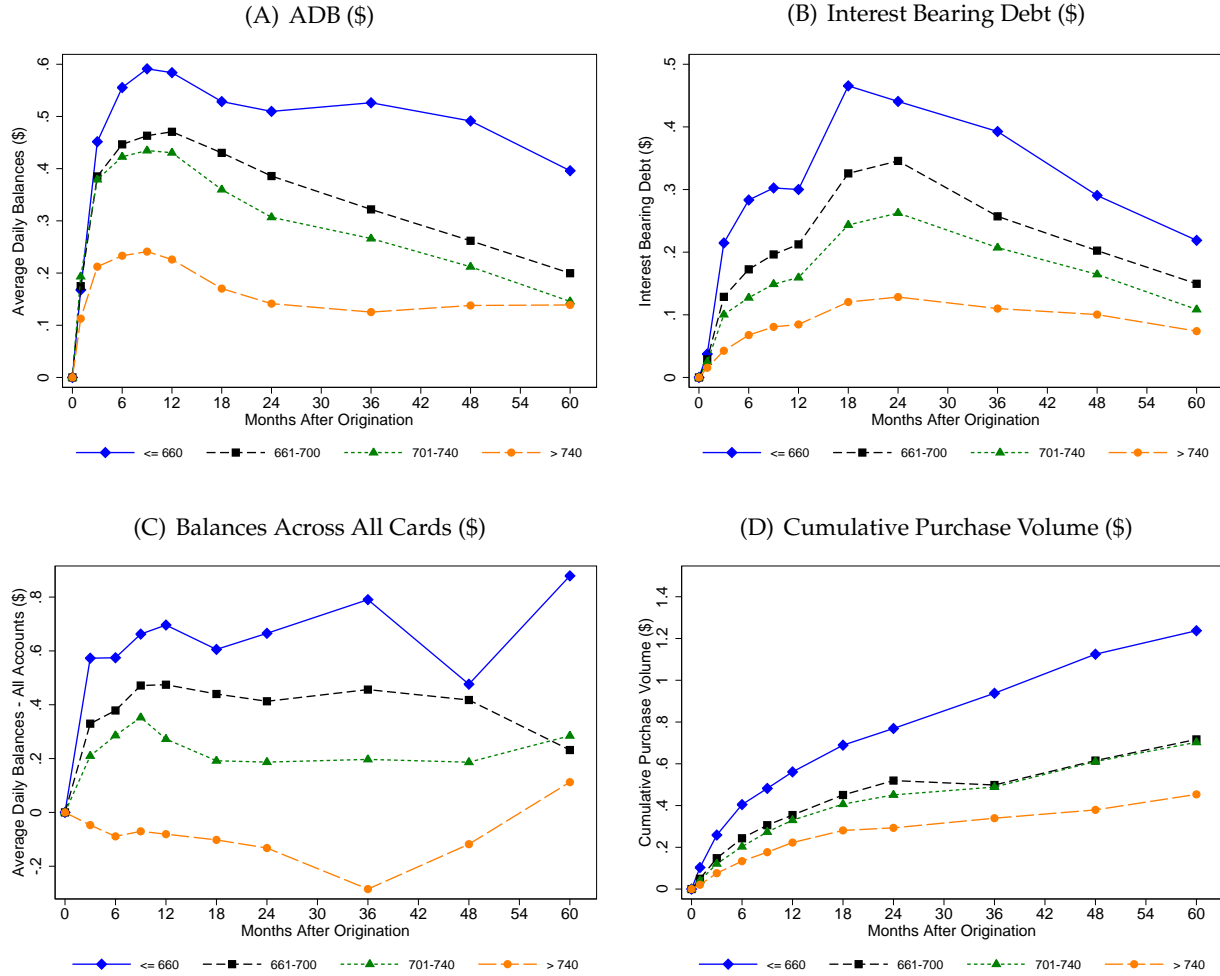 (A) ADB ($)
Average Daily Balances ($)
.6
.5
.4
.3
.2
.1
0
0 6 12 18 24 30 36 42 48 54 60
Months After Origination
<= 660 661-700 701-740 > 740
(B) Interest Bearing Debt ($)
Interest Bearing Debt ($)
.5
.4
.3
.2
.1
0
0 6 12 18 24 30 36 42 48 54 60
Months After Origination
<= 660 661-700 701-740 > 740
(C) Balances Across All Cards ($)
Average Daily Balances - All Accounts ($)
.8
.6
.4
.2
0
-.2
0 6 12 18 24 30 36 42 48 54 60
Months After Origination
<= 660 661-700 701-740 > 740
(D) Cumulative Purchase Volume ($)
Cumulative Purchase Volume ($)
1.4
1.2
1
.8
.6
.4
.2
0
0 6 12 18 24 30 36 42 48 54 60
Months After Origination
<= 660 661-700 701-740 > 740